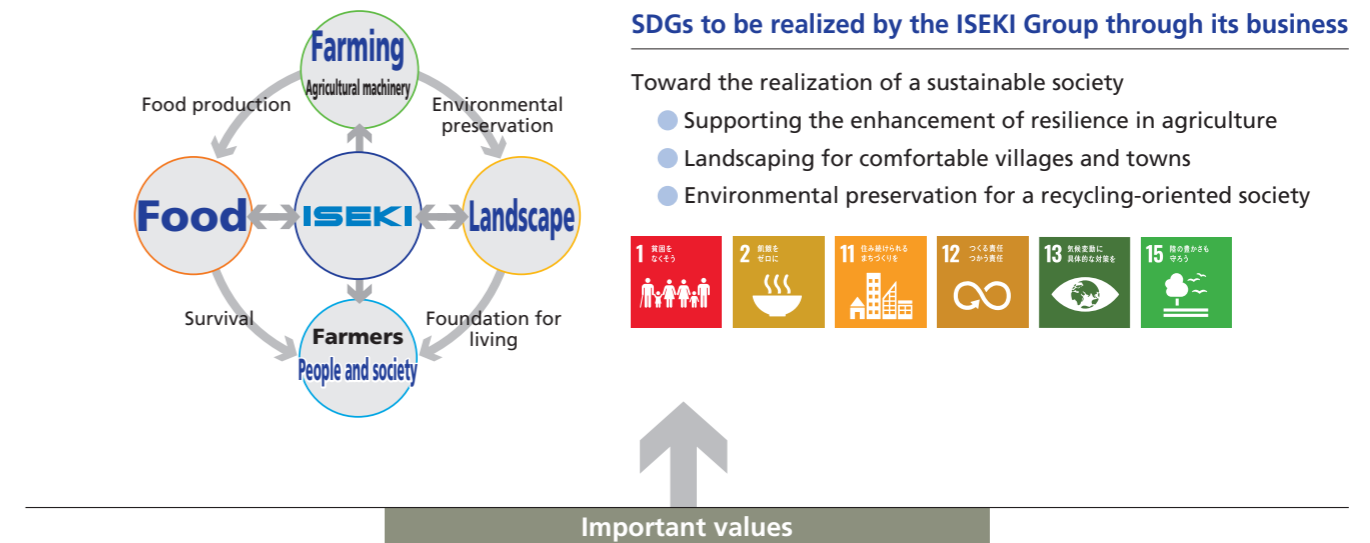 Farming
Agricultural machinery
Food production
Environmental
preservation
Food
ISEKI
Landscape
Survival
Foundation for
living
Farmers
People and society
SDGs to be realized by the ISEKI Group through its business
Toward the realization of a sustainable society
Supporting the enhancement of resilience in agriculture
Landscaping for comfortable villages and towns
Environmental preservation for a recycling-oriented society
1 貧困を
なくそう
2 飢餓を
ゼロに
11 住み続けられる
まちづくりを
12 つくる責任
つかう責任
13 気候変動に
具体的な対策を
15 陸の豊かさも
守ろう
Important values